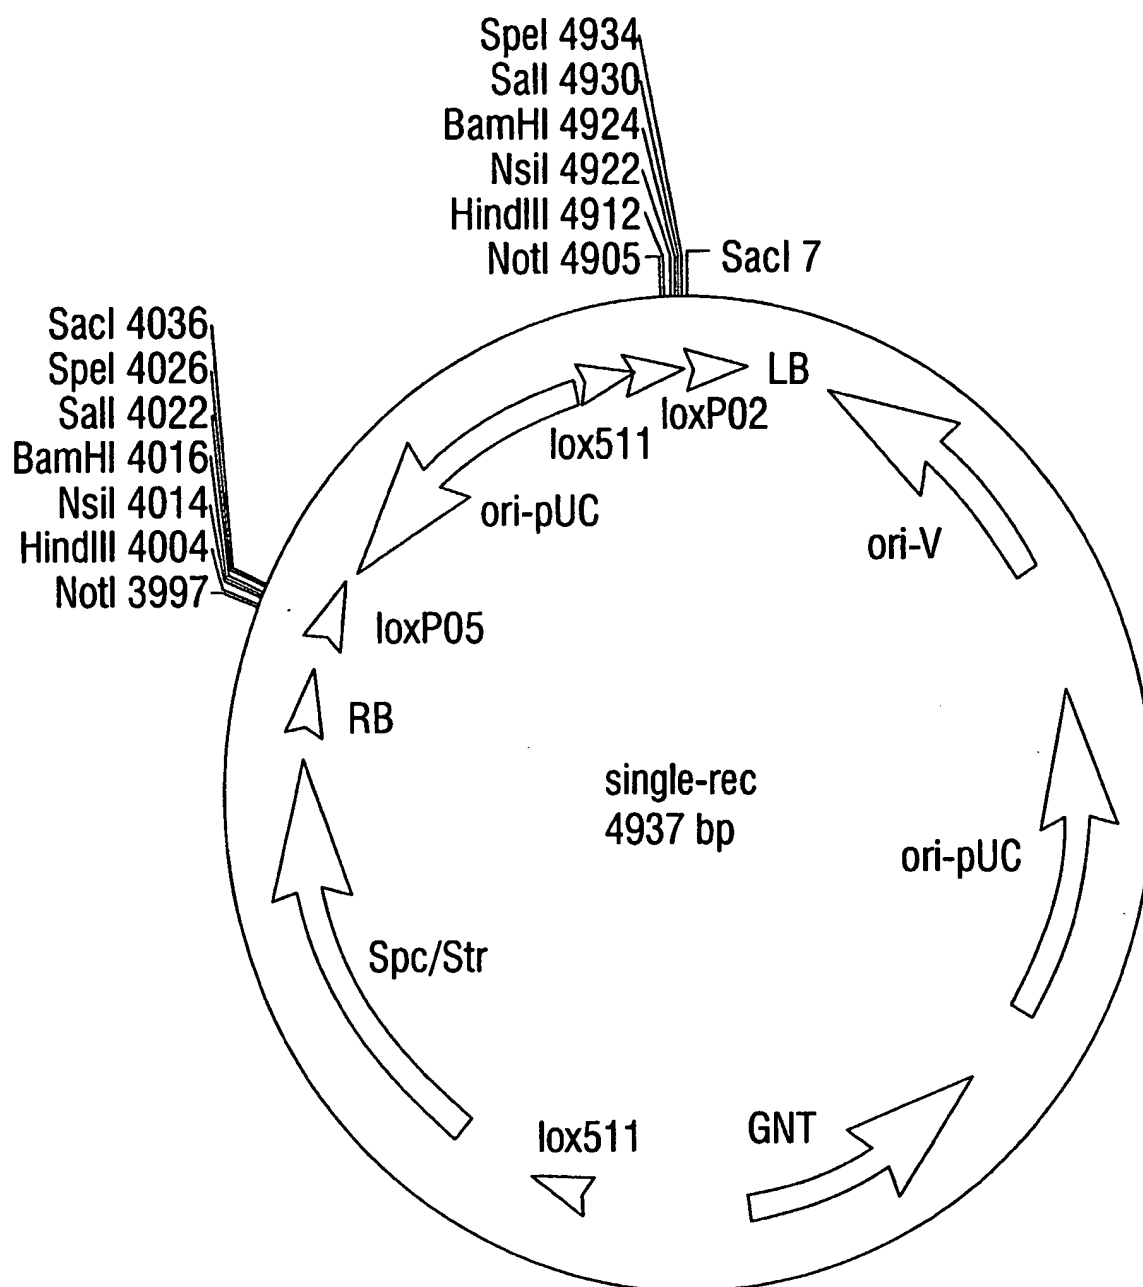 SpeI 4934
SalI 4930
BamHI 4924
NsiI 4922
HindIII 4912
NotI 4905
SacI 7
SacI 4036
SpeI 4026
SalI 4022
BamHI 4016
NsiI 4014
HindIII 4004
NotI 3997
LB
loxP02
lox511
ori-pUC
ori-V
loxP05
RB
single-rec
4937 bp
ori-pUC
Spc/Str
GNT
lox511